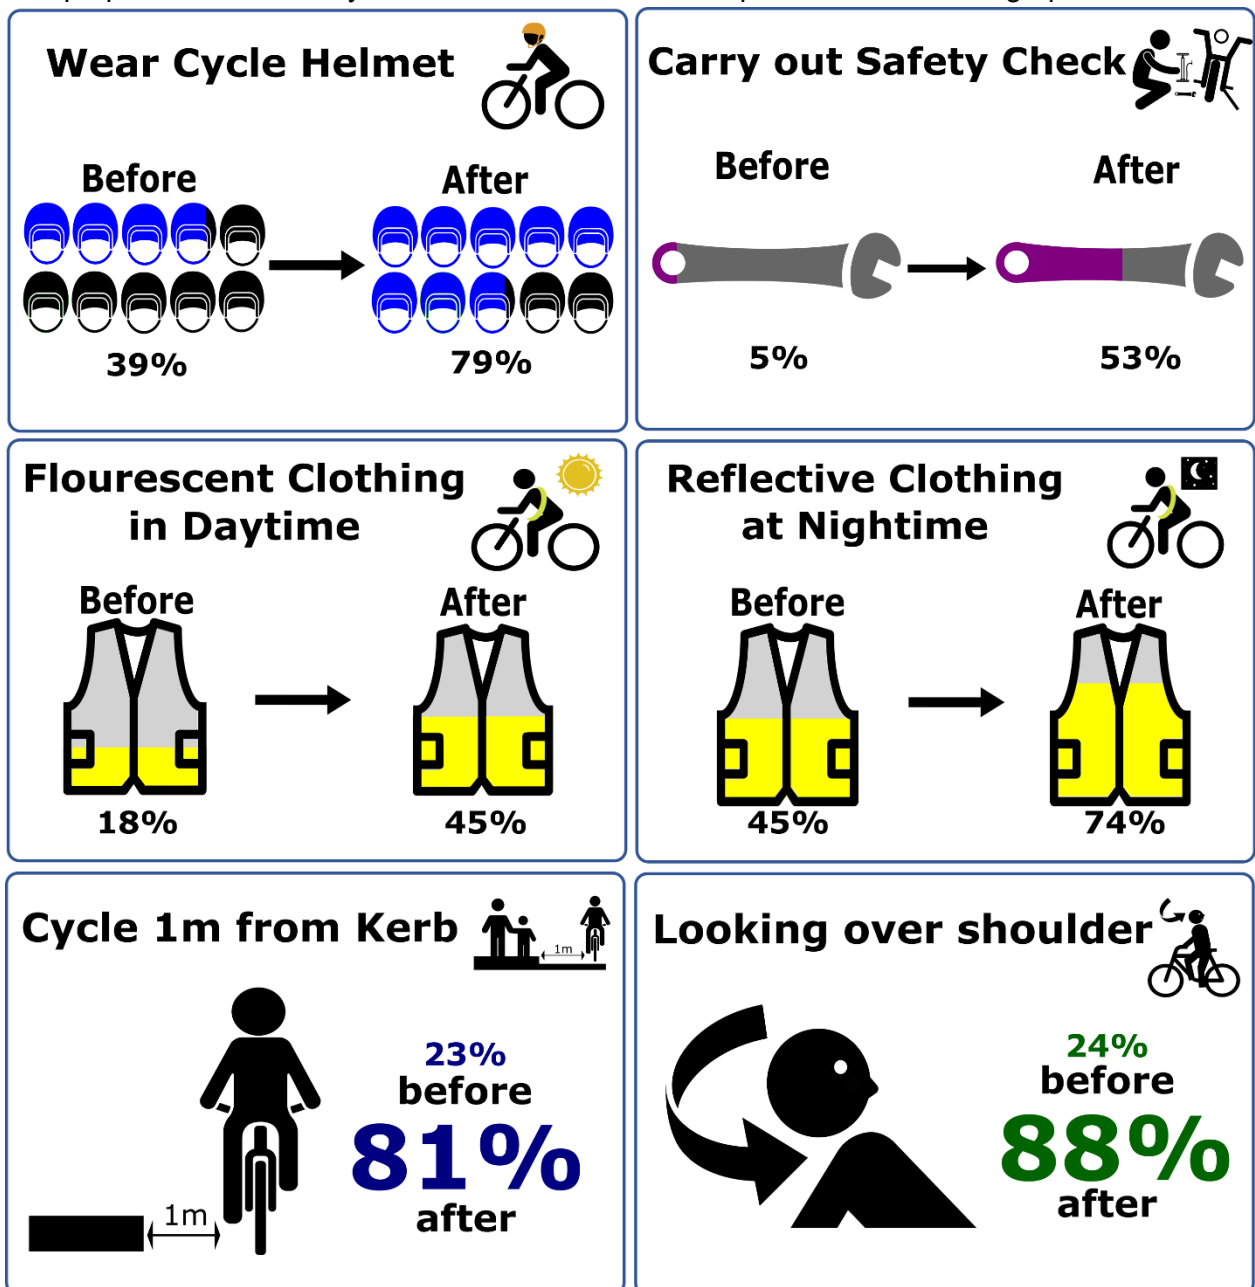 Wear Cycle Helmet
Before
After
39%
79%
Carry out Safety Check
Before
After
5%
53%
Flourescent Clothing
in Daytime
Before
After
18%
45%
Reflective Clothing
at Nightime
Before
After
45%
74%
Cycle 1m from Kerb
1m
23%
before
81%
after
1m
Looking over shoulder
24%
before
88%
after